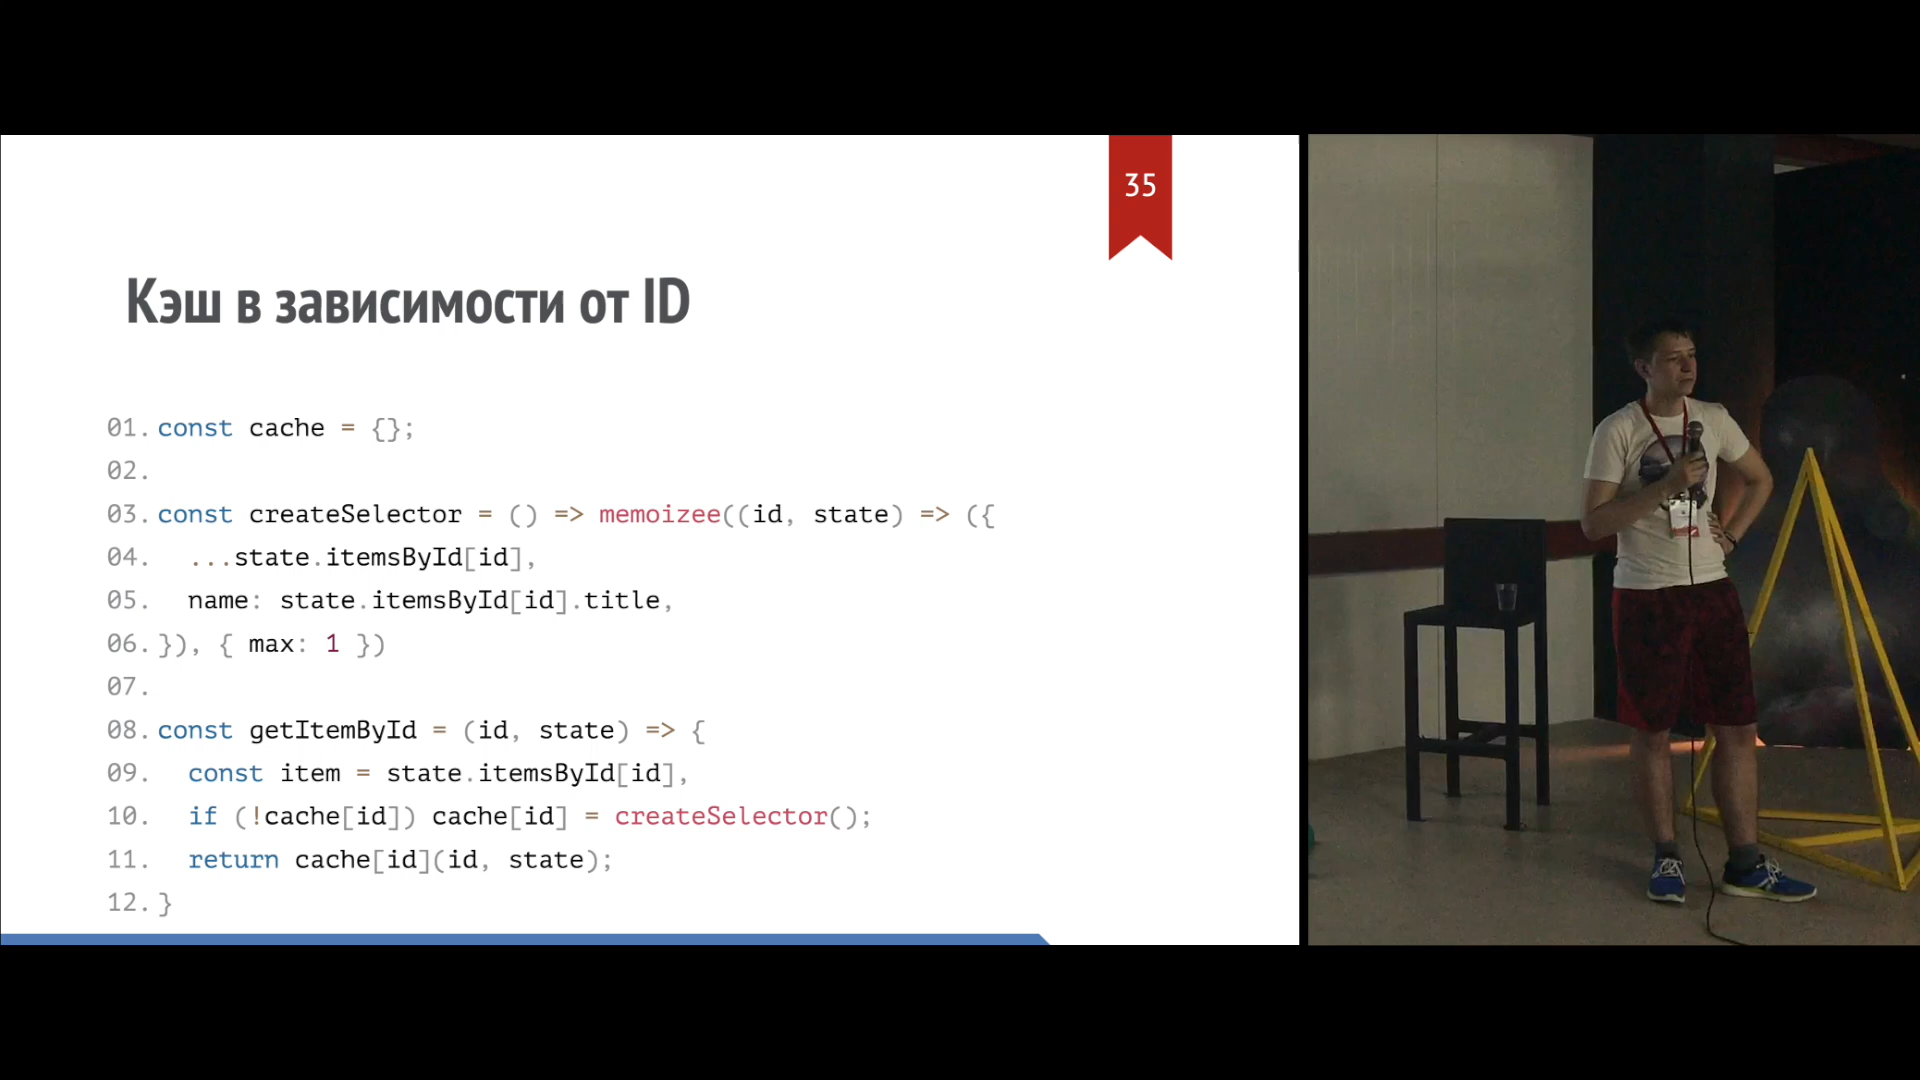 35
Кэш в зависимости от ID
01. const cache = {};
02.
03. const createSelector = () => memoizee((id, state) => ({
04.   ...state.itemsById[id],
05.   name: state.itemsById[id].title,
06. }), { max: 1 })
07.
08. const getItemById = (id, state) => {
09.   const item = state.itemsById[id],
10.   if (!cache[id]) cache[id] = createSelector();
11.   return cache[id](id, state);
12. }